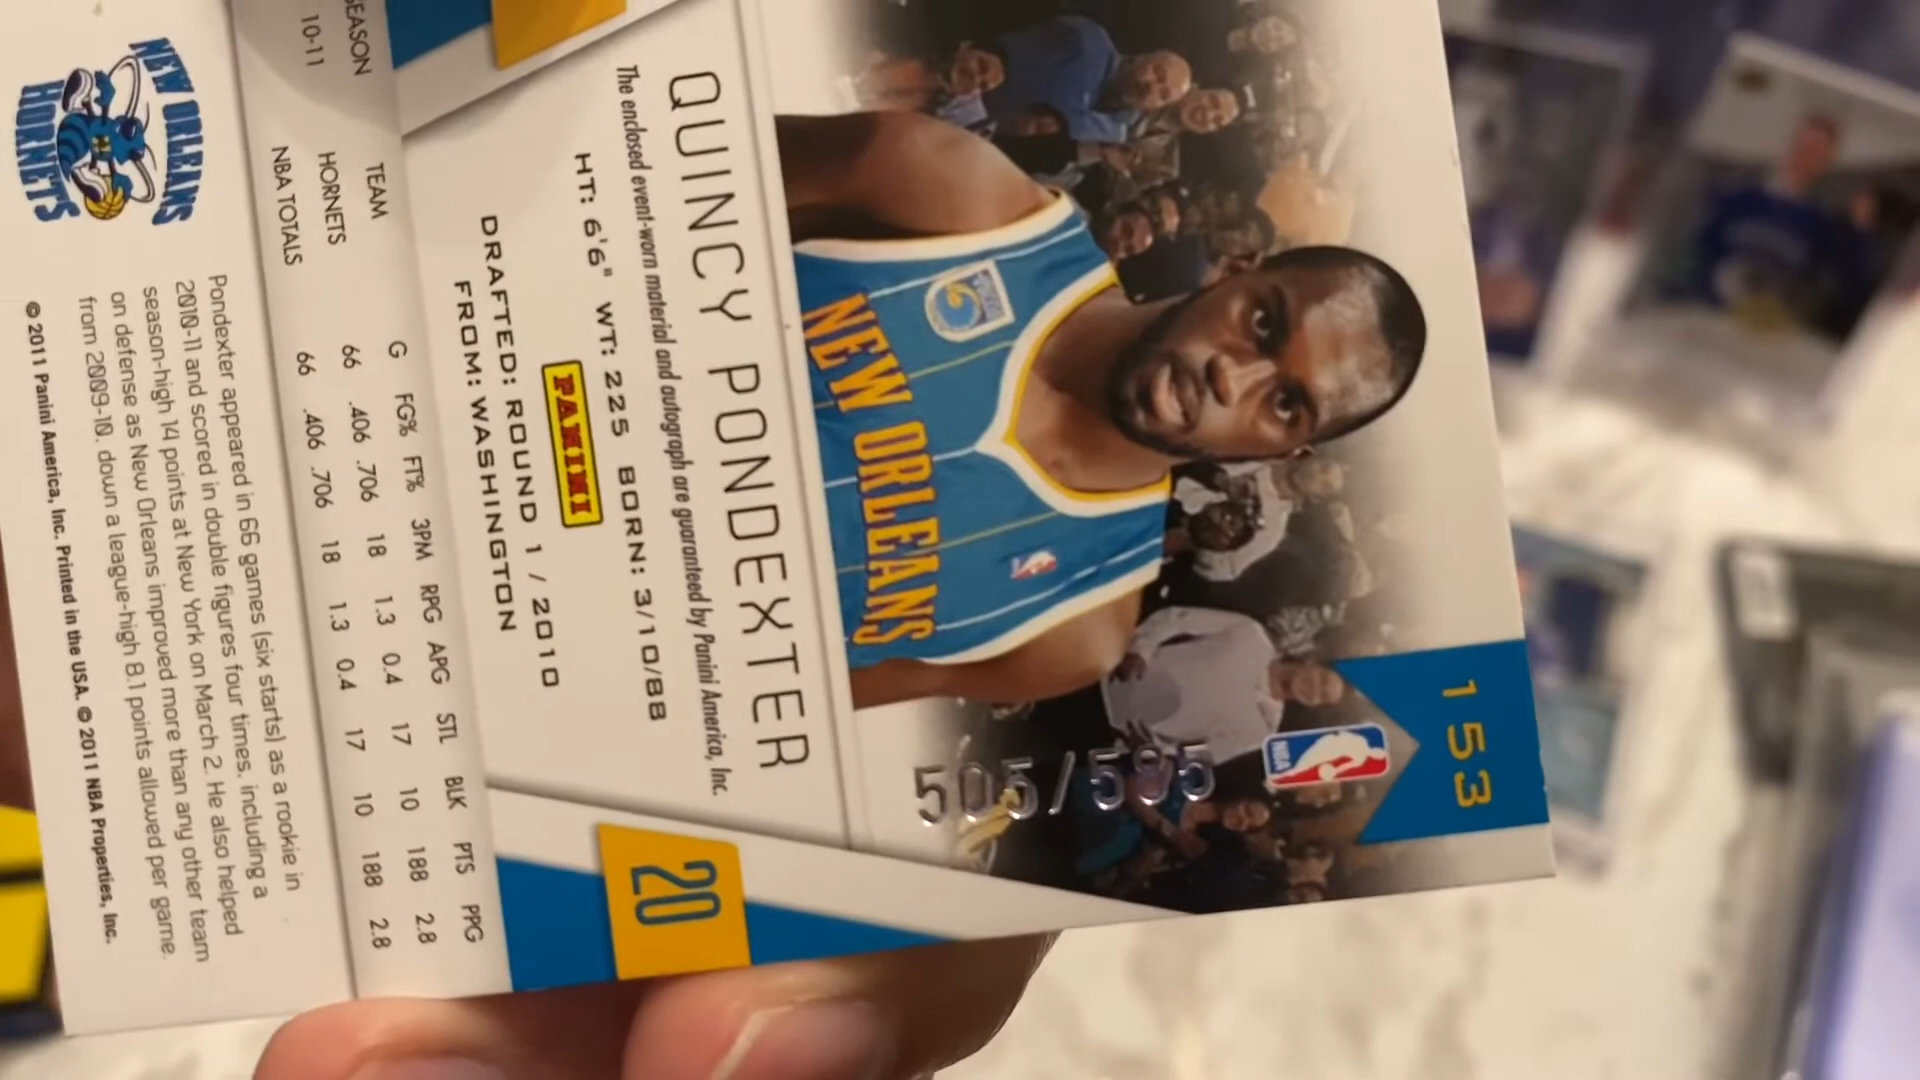 153
NBA
505/595
NEW ORLEANS
QUINCY PONDEXTER
The enclosed event-worn material and autograph are guaranteed by Panini America, Inc.
HT: 6'6" WT: 225 BORN: 3/10/88
PANINI
DRAFTED: ROUND 1 / 2010
FROM: WASHINGTON
20
SEASON TEAM G FG% FT% 3PM RPG APG STL BLK PTS PPG
10-11 HORNETS 66 .406 .706 18 1.3 0.4 17 10 188 2.8
NBA TOTALS 66 .406 .706 18 1.3 0.4 17 10 188 2.8
NEW ORLEANS
HORNETS
Pondexter appeared in 66 games (six starts) as a rookie in
2010-11 and scored in double figures four times, including a
season-high 14 points at New York on March 2. He also helped
on defense as New Orleans improved more than any other team
from 2009-10, down a league-high 8.1 points allowed per game.
© 2011 Panini America, Inc. Printed in the USA. © 2011 NBA Properties, Inc.